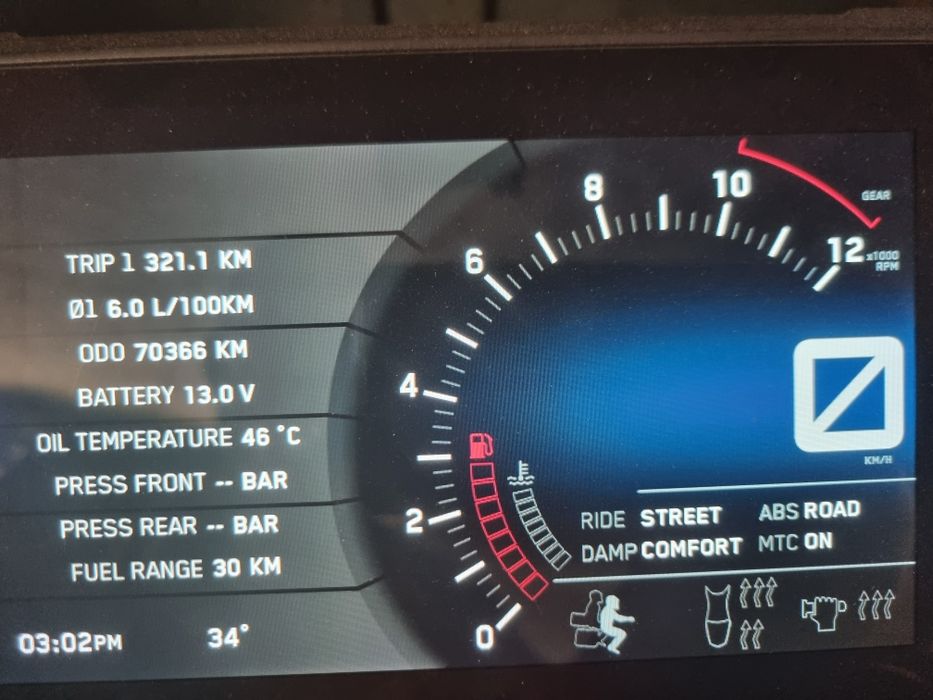 TRIP 1 321.1 KM
Ø1 6.0 L/100KM
ODO 70366 KM
BATTERY 13.0 V
OIL TEMPERATURE 46 °C
PRESS FRONT -- BAR
PRESS REAR -- BAR
FUEL RANGE 30 KM
03:02PM 34°
0
2
4
6
8
10
12
x1000
RPM
GEAR
0
KM/H
RIDE STREET ABS ROAD
DAMP COMFORT MTC ON